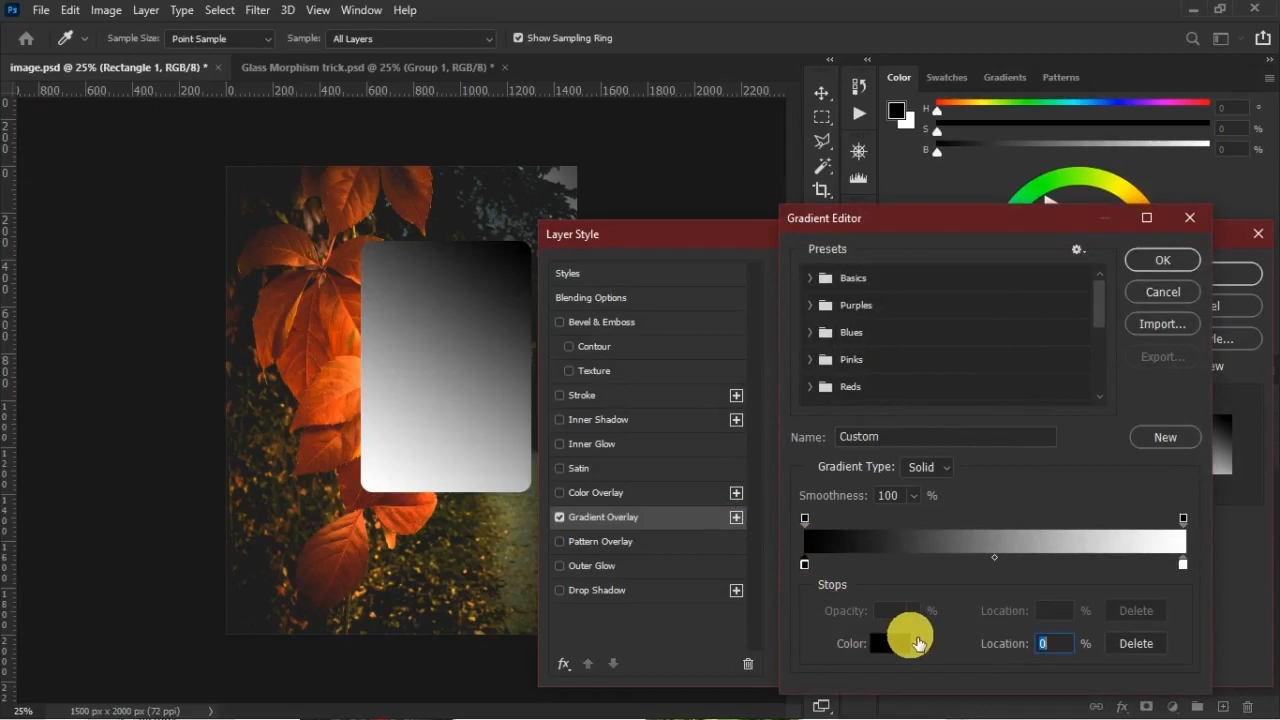 Ps File Edit Image Layer Type Select Filter 3D View Window Help
Sample Size: Point Sample Sample: All Layers Show Sampling Ring
image.psd @ 25% (Rectangle 1, RGB/8) * × Glass Morphism trick.psd @ 25% (Group 1, RGB/8) * ×
Color Swatches Gradients Patterns
800 600 400 200 0 200 400 600 800 1000 1200 1400 1600 1800 2000 2200
H 0 °
S 0 %
B 0 %
Layer Style
Styles
Blending Options
Bevel & Emboss
Contour
Texture
Stroke
Inner Shadow
Inner Glow
Satin
Color Overlay
Gradient Overlay
Pattern Overlay
Outer Glow
Drop Shadow
fx
Gradient Editor
Presets
Basics
Purples
Blues
Pinks
Reds
OK
Cancel
Import...
Export...
Name: Custom
New
Gradient Type: Solid
Smoothness: 100 %
Stops
Opacity: % Location: % Delete
Color: Location: 0 % Delete
el
le...
ew
25% 1500 px x 2000 px (72 ppi)
fx